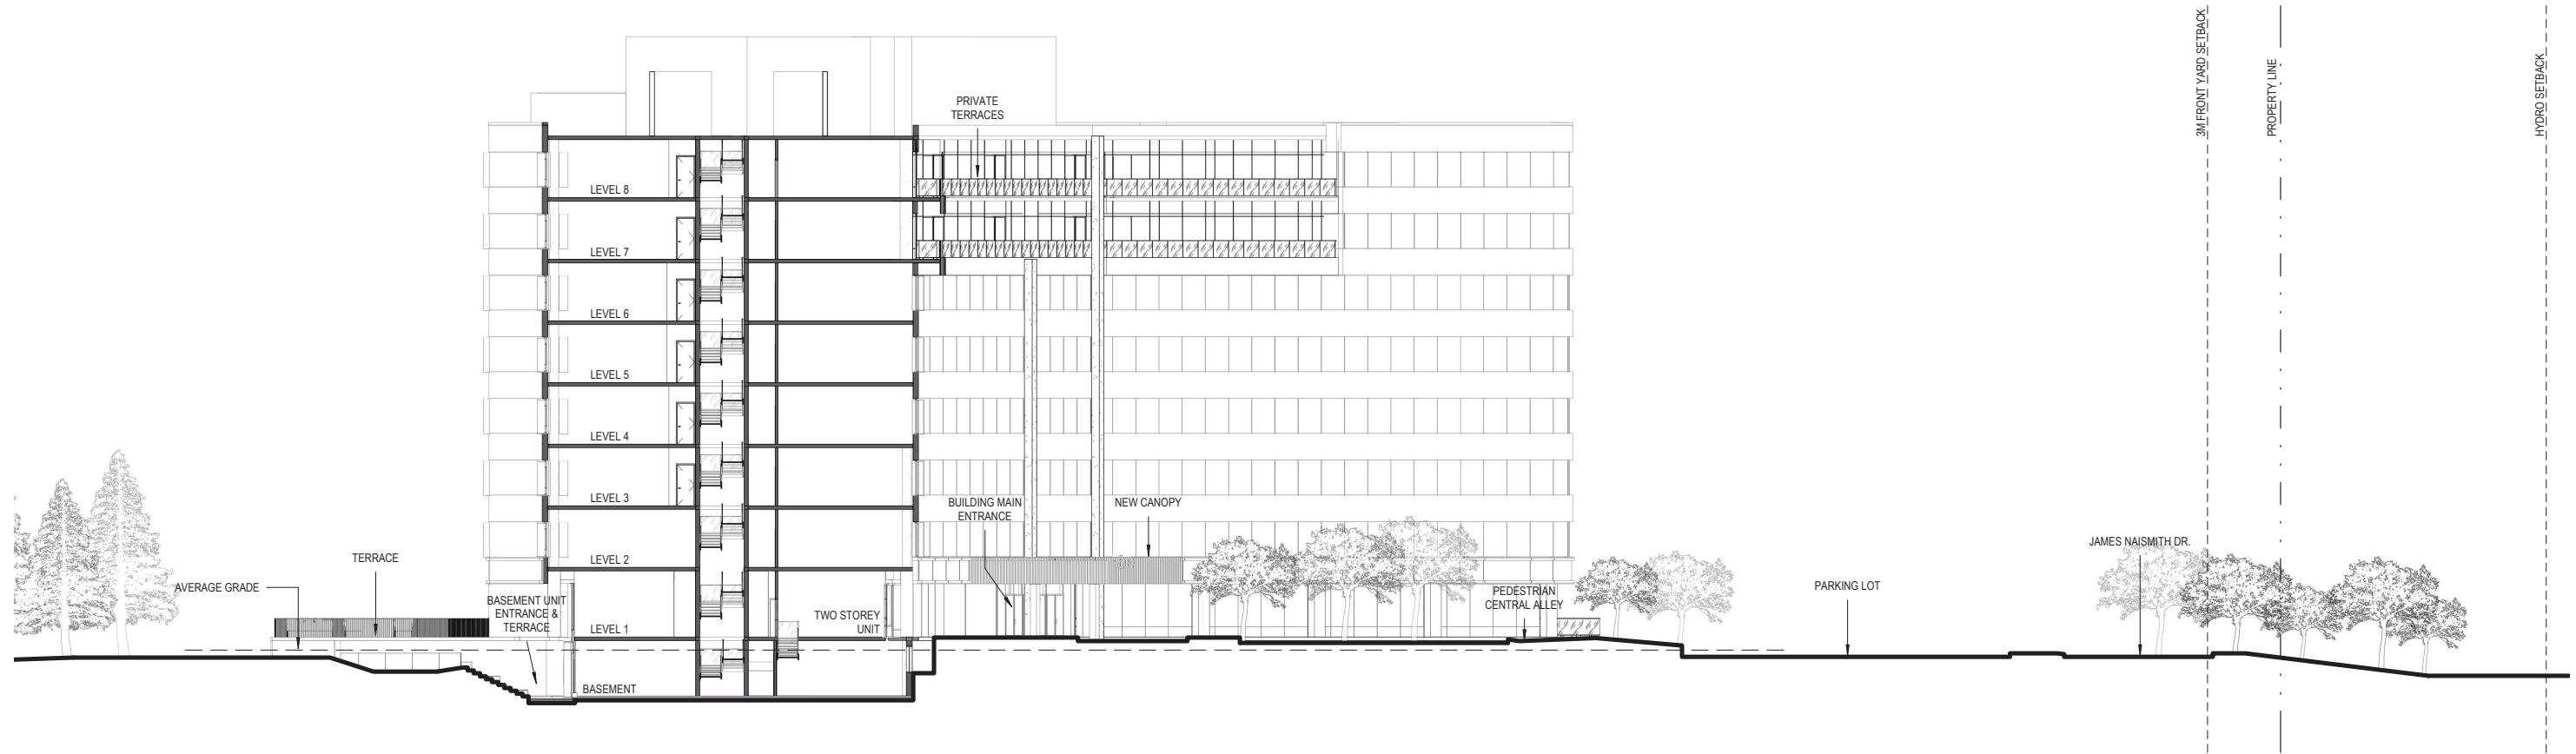 3M FRONT YARD SETBACK
PROPERTY LINE
HYDRO SETBACK
PRIVATE
TERRACES
LEVEL 8
LEVEL 7
LEVEL 6
LEVEL 5
LEVEL 4
LEVEL 3
BUILDING MAIN
ENTRANCE
NEW CANOPY
LEVEL 2
TERRACE
JAMES NAISMITH DR.
AVERAGE GRADE
PARKING LOT
BASEMENT UNIT
ENTRANCE &
TERRACE
PEDESTRIAN
CENTRAL ALLEY
TWO STOREY
UNIT
LEVEL 1
BASEMENT